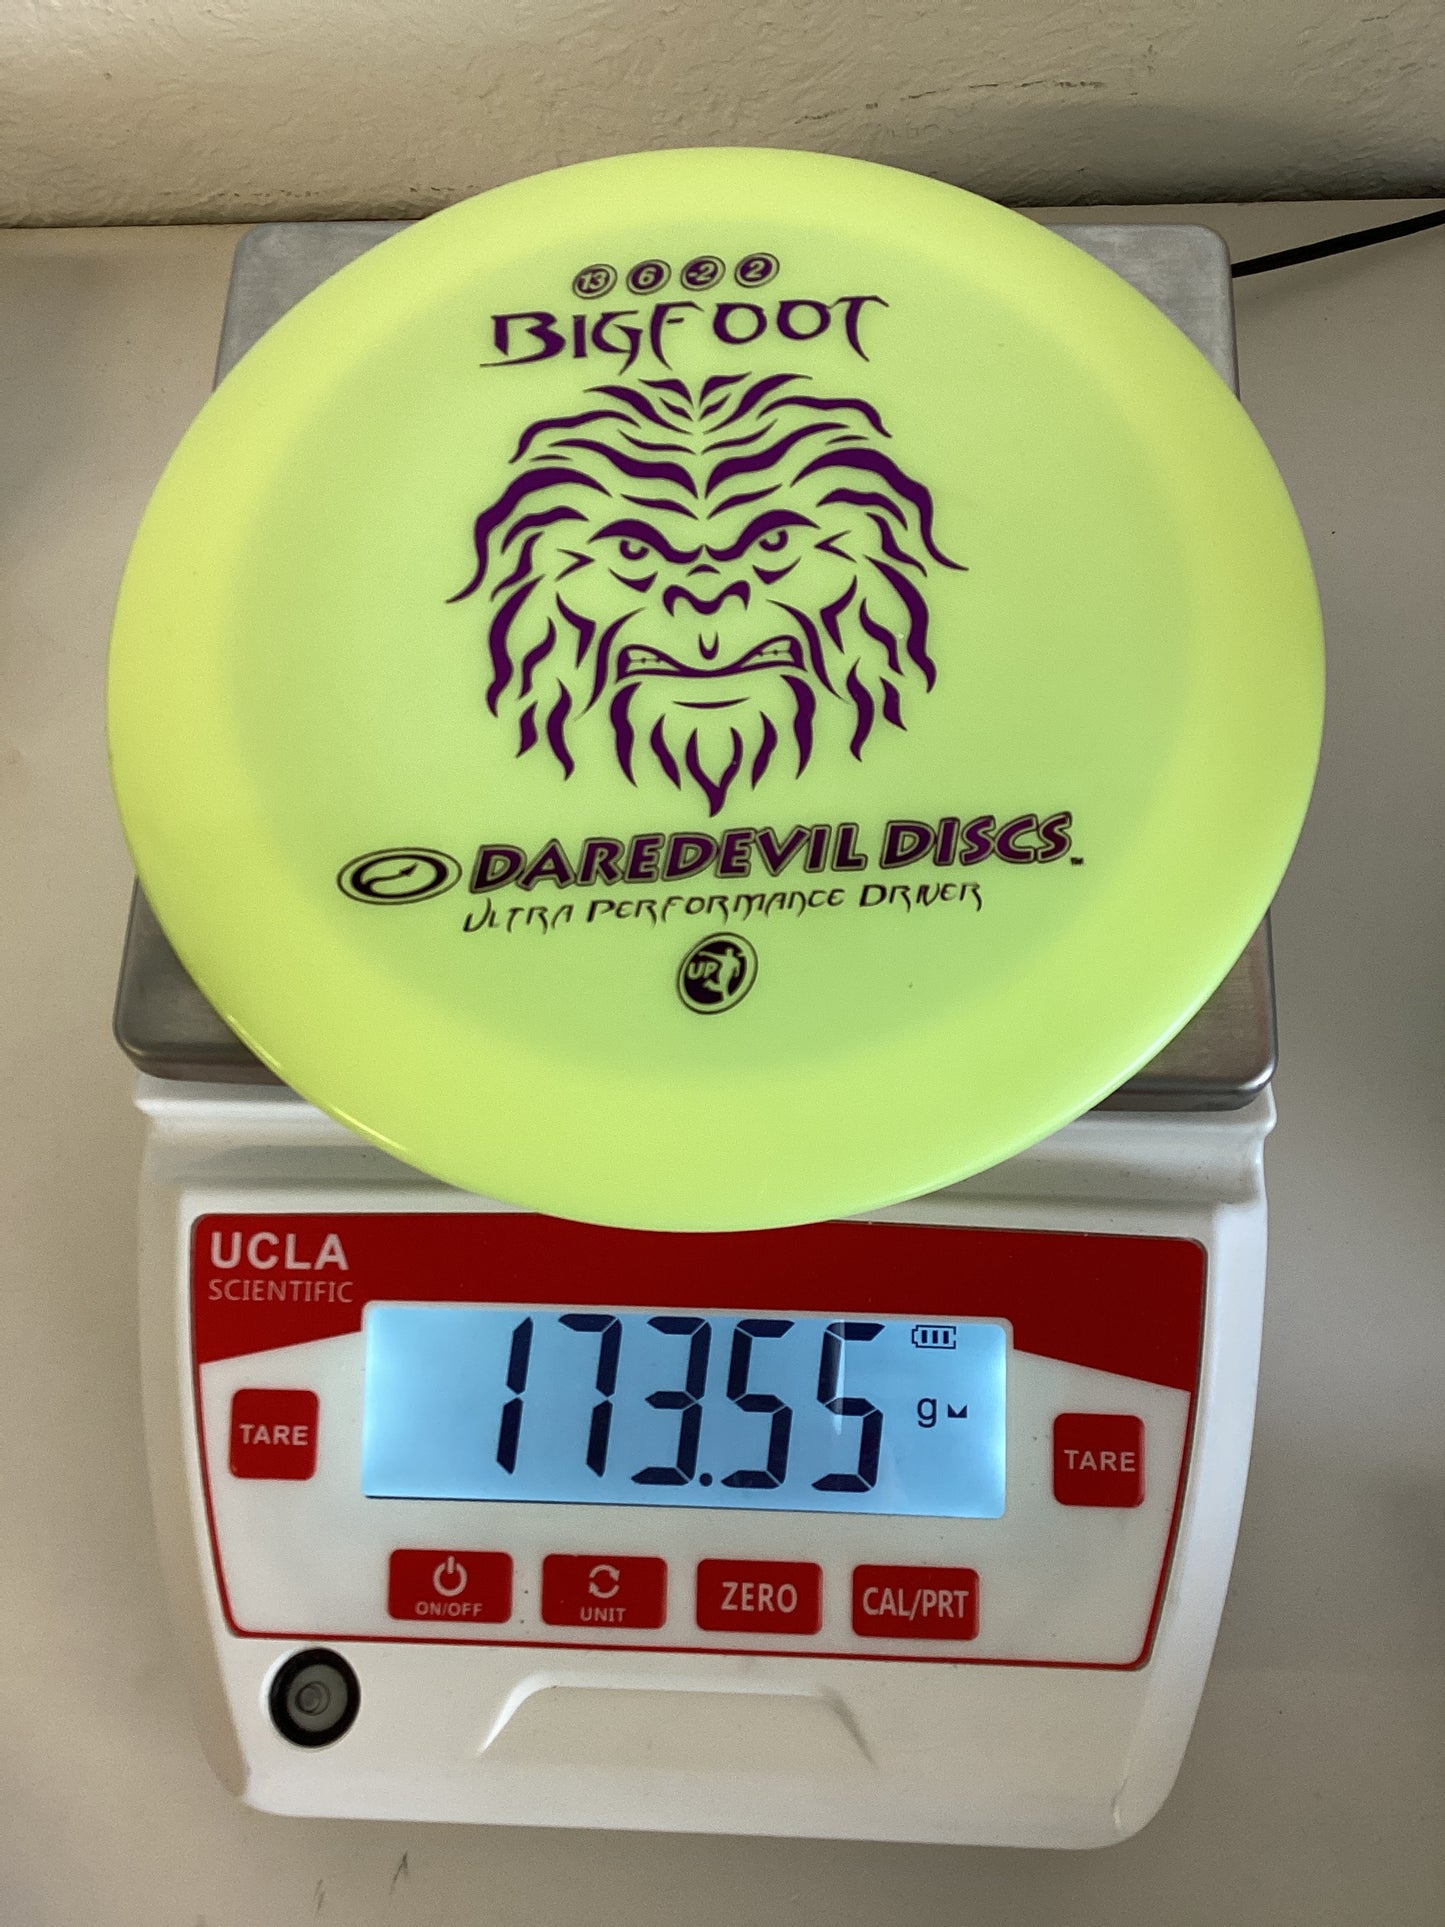 13 6 -2 2
BIGFOOT
DAREDEVIL DISCS™
ULTRA PERFORMANCE DRIVER
UP
UCLA
SCIENTIFIC
173.55 g
TARE
TARE
ON/OFF
UNIT
ZERO
CAL/PRT